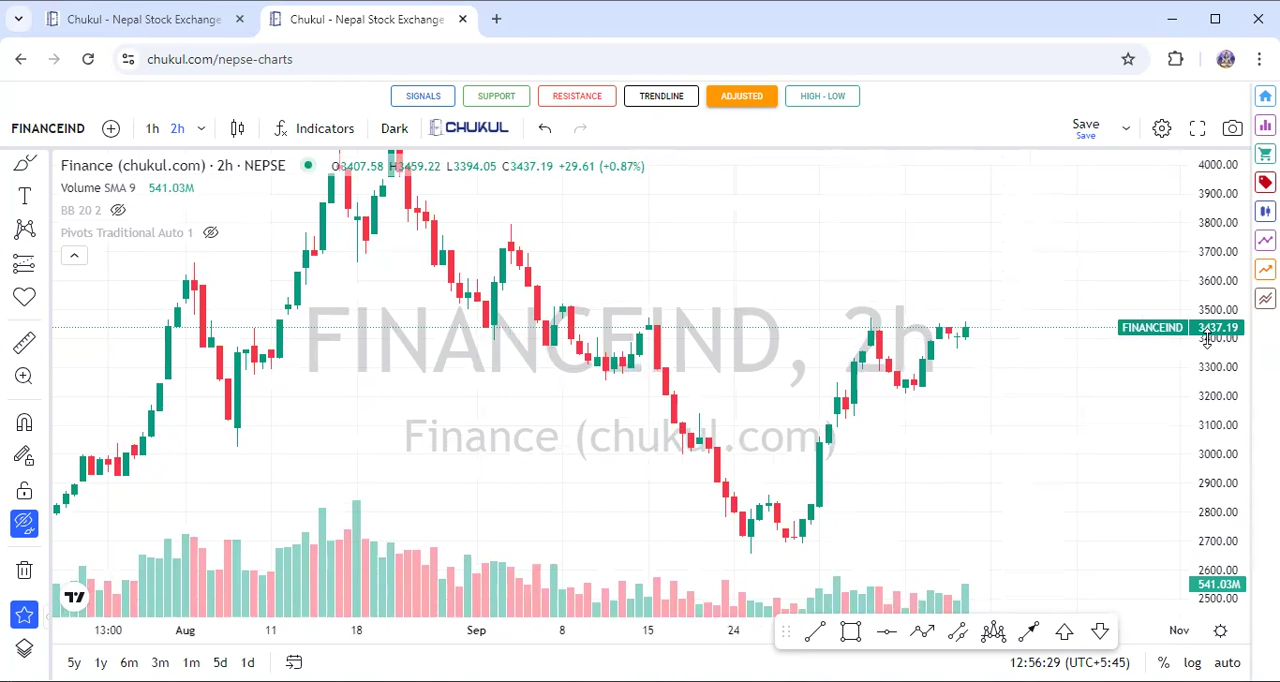 Chukul - Nepal Stock Exchange
Chukul - Nepal Stock Exchange
chukul.com/nepse-charts
SIGNALS
SUPPORT
RESISTANCE
TRENDLINE
ADJUSTED
HIGH - LOW
FINANCEIND
1h 2h
Indicators
Dark
CHUKUL
Save
Save
Finance (chukul.com) · 2h · NEPSE
O3407.58 H3459.22 L3394.05 C3437.19 +29.61 (+0.87%)
Volume SMA 9 541.03M
BB 20 2
Pivots Traditional Auto 1
FINANCEIND, 2h
Finance (chukul.com)
4000.00
3900.00
3800.00
3700.00
3600.00
3500.00
FINANCEIND 3437.19
3400.00
3300.00
3200.00
3100.00
3000.00
2900.00
2800.00
2700.00
2600.00
541.03M
2500.00
13:00 Aug 11 18 Sep 8 15 24 Nov
5y 1y 6m 3m 1m 5d 1d
12:56:29 (UTC+5:45) % log auto